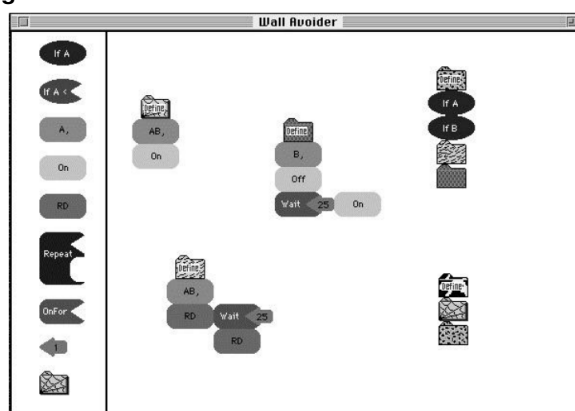 Wall Avoider
If A
If A <
A,
On
RD
Repeat
OnFor
1
Define
AB,
On
Define
B,
Off
Wait 25 On
Define
If A
If B
Define
AB,
RD Wait 25
RD
Define